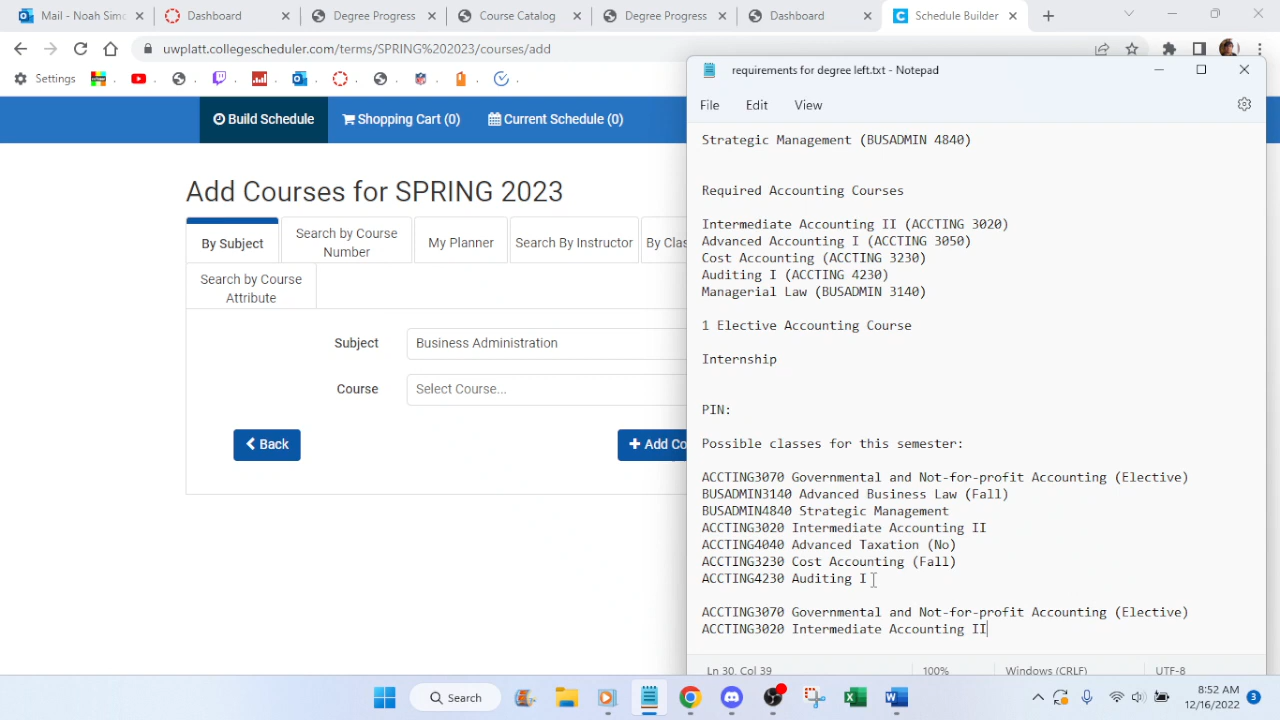 Mail - Noah Simo
Dashboard
Degree Progress
Course Catalog
Degree Progress
Dashboard
Schedule Builder
uwplatt.collegescheduler.com/terms/SPRING%202023/courses/add
Settings
requirements for degree left.txt - Notepad
File Edit View
Build Schedule
Shopping Cart (0)
Current Schedule (0)
Add Courses for SPRING 2023
By Subject
Search by Course
Number
My Planner
Search By Instructor
By Clas
Search by Course
Attribute
Subject
Business Administration
Course
Select Course...
Back
+ Add Co
Strategic Management (BUSADMIN 4840)
Required Accounting Courses
Intermediate Accounting II (ACCTING 3020)
Advanced Accounting I (ACCTING 3050)
Cost Accounting (ACCTING 3230)
Auditing I (ACCTING 4230)
Managerial Law (BUSADMIN 3140)
1 Elective Accounting Course
Internship
PIN:
Possible classes for this semester:
ACCTING3070 Governmental and Not-for-profit Accounting (Elective)
BUSADMIN3140 Advanced Business Law (Fall)
BUSADMIN4840 Strategic Management
ACCTING3020 Intermediate Accounting II
ACCTING4040 Advanced Taxation (No)
ACCTING3230 Cost Accounting (Fall)
ACCTING4230 Auditing I
ACCTING3070 Governmental and Not-for-profit Accounting (Elective)
ACCTING3020 Intermediate Accounting II
Ln 30, Col 39
100%
Windows (CRLF)
UTF-8
Search
8:52 AM
12/16/2022
3